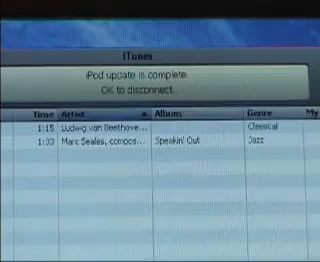 iTunes
iPod update is complete.
OK to disconnect.
Time Artist Album Genre My
1:15 Ludwig van Beethove... Classical
1:33 Marc Seales, compos... Speakin' Out Jazz